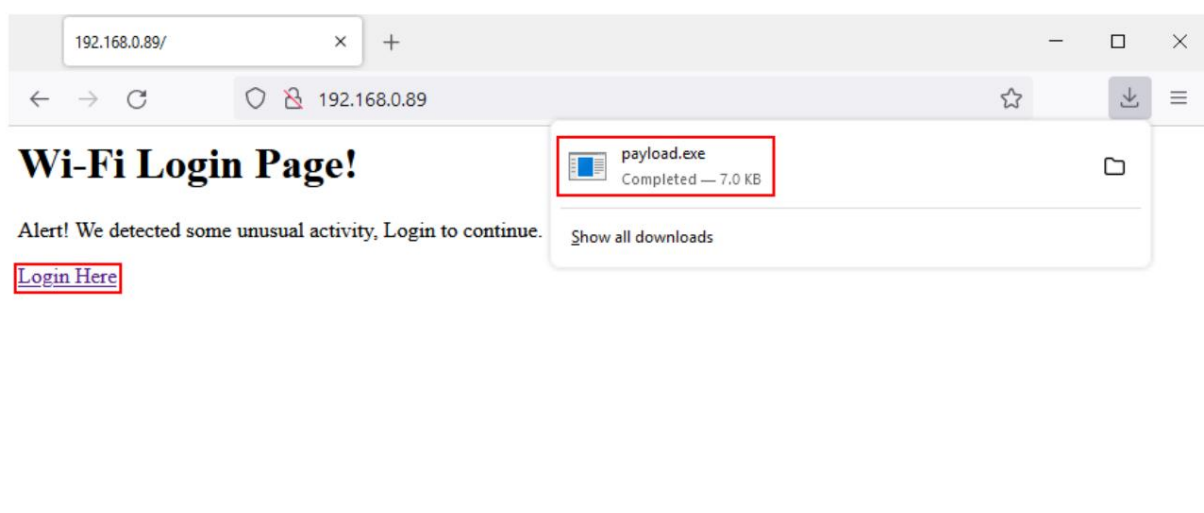 192.168.0.89/
192.168.0.89
Wi-Fi Login Page!
payload.exe
Completed — 7.0 KB
Alert! We detected some unusual activity, Login to continue.
Show all downloads
Login Here